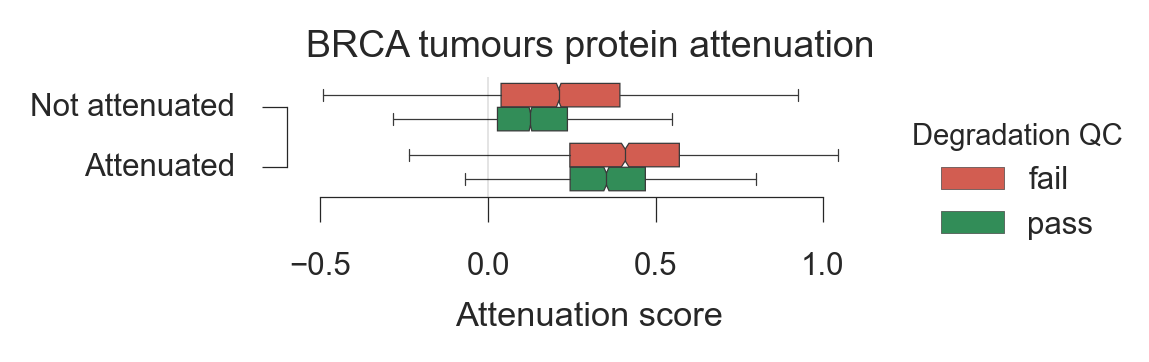 BRCA tumours protein attenuation
Not attenuated
Attenuated
Degradation QC
fail
pass
−0.5 0.0 0.5 1.0
Attenuation score